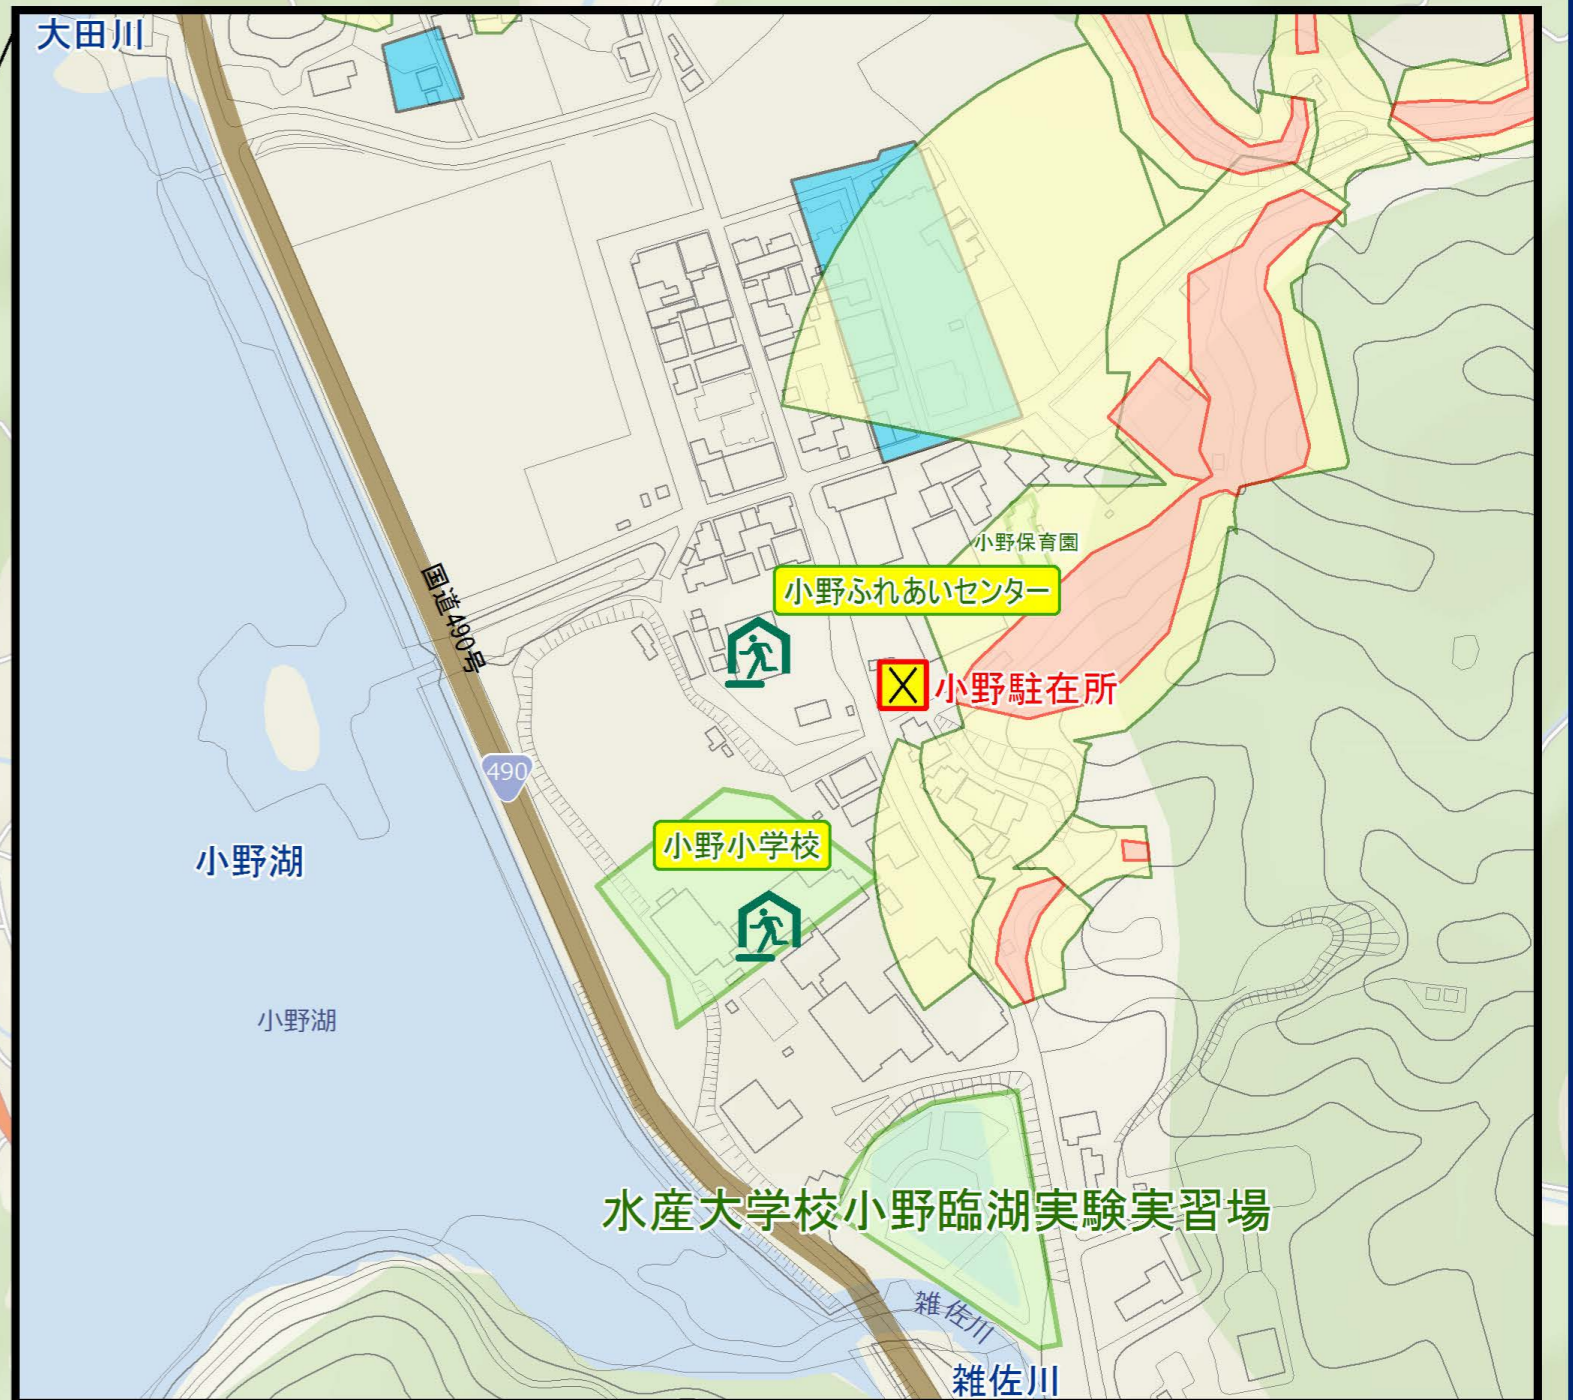 大田川
小野保育園
小野ふれあいセンター
国道490号
小野駐在所
490
小野小学校
小野湖
小野湖
水産大学校小野臨湖実験実習場
雑佐川
雑佐川